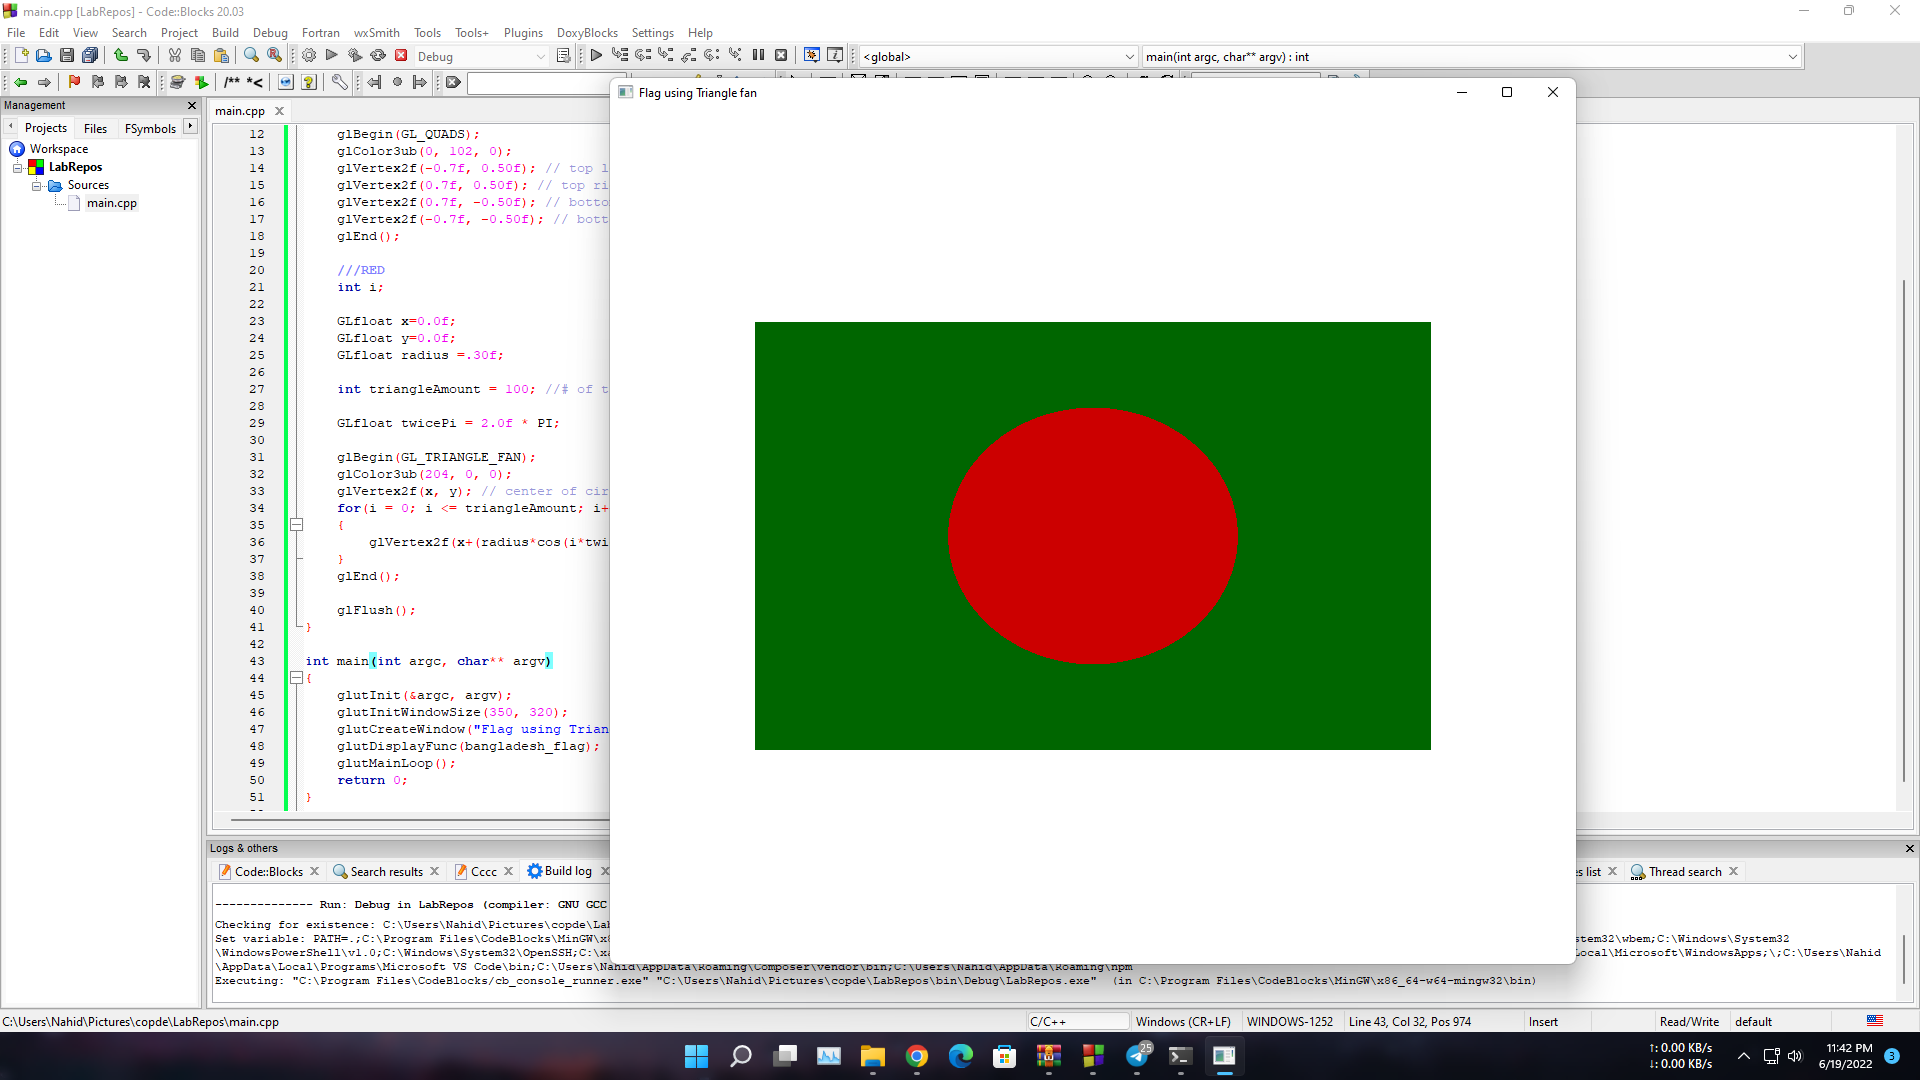 main.cpp [LabRepos] - Code::Blocks 20.03
File Edit View Search Project Build Debug Fortran wxSmith Tools Tools+ Plugins DoxyBlocks Settings Help
Debug
<global>
main(int argc, char** argv) : int
/** *<
Management
Projects Files FSymbols
Workspace
LabRepos
Sources
main.cpp
main.cpp
12 glBegin(GL_QUADS);
13 glColor3ub(0, 102, 0);
14 glVertex2f(-0.7f, 0.50f); // top l
15 glVertex2f(0.7f, 0.50f); // top ri
16 glVertex2f(0.7f, -0.50f); // botto
17 glVertex2f(-0.7f, -0.50f); // bott
18 glEnd();
19
20 ///RED
21 int i;
22
23 GLfloat x=0.0f;
24 GLfloat y=0.0f;
25 GLfloat radius =.30f;
26
27 int triangleAmount = 100; //# of t
28
29 GLfloat twicePi = 2.0f * PI;
30
31 glBegin(GL_TRIANGLE_FAN);
32 glColor3ub(204, 0, 0);
33 glVertex2f(x, y); // center of cir
34 for(i = 0; i <= triangleAmount; i+
35 {
36 glVertex2f(x+(radius*cos(i*twi
37 }
38 glEnd();
39
40 glFlush();
41 }
42
43 int main(int argc, char** argv)
44 {
45 glutInit(&argc, argv);
46 glutInitWindowSize(350, 320);
47 glutCreateWindow("Flag using Trian
48 glutDisplayFunc(bangladesh_flag);
49 glutMainLoop();
50 return 0;
51 }
Flag using Triangle fan
Logs & others
Code::Blocks Search results Cccc Build log es list Thread search
-------------- Run: Debug in LabRepos (compiler: GNU GCC
Checking for existence: C:\Users\Nahid\Pictures\copde\Lab
Set variable: PATH=.;C:\Program Files\CodeBlocks\MinGW\x8 stem32\wbem;C:\Windows\System32
\WindowsPowerShell\v1.0;C:\Windows\System32\OpenSSH;C:\xa ocal\Microsoft\WindowsApps;\;C:\Users\Nahid
\AppData\Local\Programs\Microsoft VS Code\bin;C:\Users\Nahid\AppData\Roaming\Composer\vendor\bin;C:\Users\Nahid\AppData\Roaming\npm
Executing: "C:\Program Files\CodeBlocks/cb_console_runner.exe" "C:\Users\Nahid\Pictures\copde\LabRepos\bin\Debug\LabRepos.exe" (in C:\Program Files\CodeBlocks\MinGW\x86_64-w64-mingw32\bin)
C:\Users\Nahid\Pictures\copde\LabRepos\main.cpp C/C++ Windows (CR+LF) WINDOWS-1252 Line 43, Col 32, Pos 974 Insert Read/Write default
25
↑: 0.00 KB/s
↓: 0.00 KB/s
11:42 PM
6/19/2022
3